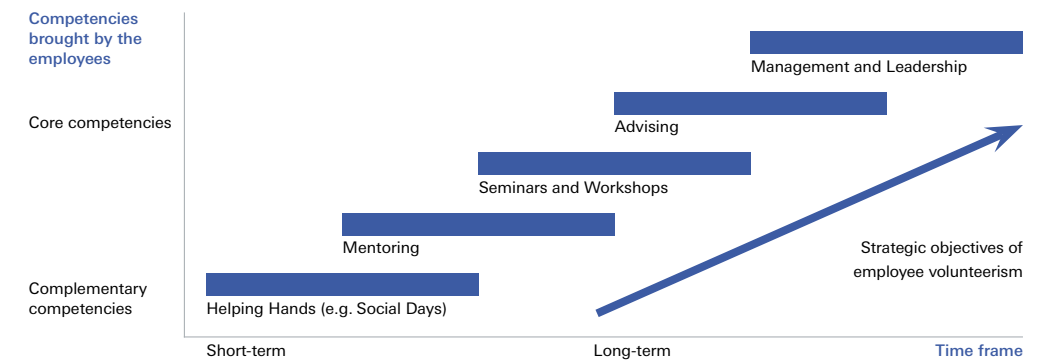 Competencies
brought by the
employees
Management and Leadership
Core competencies
Advising
Seminars and Workshops
Mentoring
Strategic objectives of
employee volunteerism
Complementary
competencies
Helping Hands (e.g. Social Days)
Short-term
Long-term
Time frame